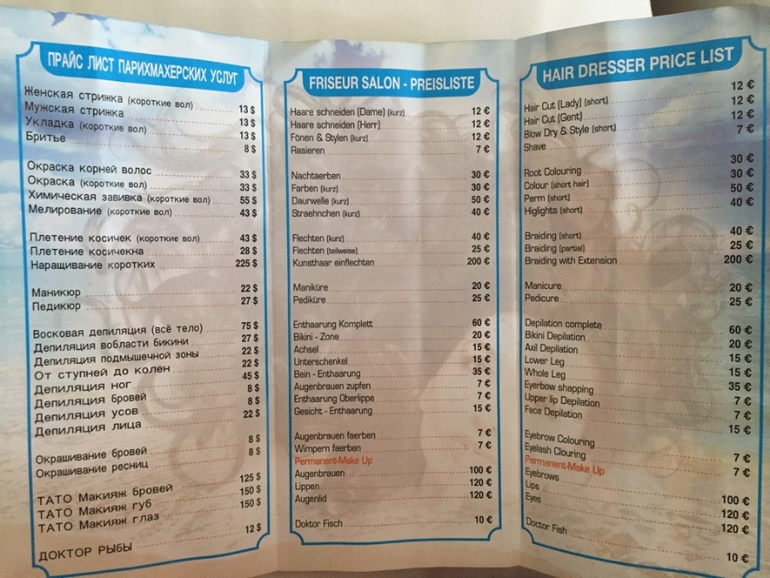 ПРАЙС ЛИСТ ПАРИХМАХЕРСКИХ УСЛУГ
Женская стрижка (короткие вол) 13 $
Мужская стрижка 13 $
Укладка (короткие вол) 13 $
Бритье 8 $
Окраска корней волос 33 $
Окраска (короткие вол) 33 $
Химическая завивка (короткие вол) 55 $
Мелирование (короткие вол) 43 $
Плетение косичек (короткие вол) 43 $
Плетение косичекна 28 $
Наращивание коротких 225 $
Маникюр 22 $
Педикюр 27 $
Восковая депиляция (всё тело) 75 $
Депиляция вобласти бикини 27 $
Депиляция подмышечной зоны 22 $
От ступней до колен 22 $
Депиляция ног 45 $
Депиляция бровей 8 $
Депиляция усов 8 $
Депиляция лица 22 $
Окрашивание бровей 8 $
Окрашивание ресниц 8 $
ТАТО Макияж бровей 125 $
ТАТО Макияж губ 150 $
ТАТО Макияж глаз 150 $
ДОКТОР РЫБЫ 12 $
FRISEUR SALON - PREISLISTE
Haare schneiden (Dame) (kurz) 12 €
Haare schneiden (Herr) 12 €
Fönen & Stylen (kurz) 12 €
Rasieren 7 €
Nachtaerben 30 €
Farben (kurz) 30 €
Daurwelle (kurz) 50 €
Straehnchen (kurz) 40 €
Flechten (kurz) 40 €
Flechten (teilweise) 25 €
Kunsthaar einflechten 200 €
Maniküre 20 €
Pediküre 25 €
Enthaarung Komplett 60 €
Bikini - Zone 20 €
Achsel 15 €
Unterschenkel 15 €
Bein - Enthaarung 35 €
Augenbrauen zupfen 7 €
Enthaarung Oberlippe 7 €
Gesicht - Enthaarung 15 €
Augenbrauen faerben 7 €
Wimpern faerben 7 €
Permanent-Make Up
Augenbrauen 100 €
Lippen 120 €
Augenlid 120 €
Doktor Fisch 10 €
HAIR DRESSER PRICE LIST
Hair Cut (Lady) (short) 12 €
Hair Cut (Gent) 12 €
Blow Dry & Style (short) 12 €
Shave 7 €
Root Colouring 30 €
Colour (short hair) 30 €
Perm (short) 50 €
Higlights (short) 40 €
Braiding (short) 40 €
Braiding (partial) 25 €
Braiding with Extension 200 €
Manicure 20 €
Pedicure 25 €
Depilation complete 60 €
Bikini Depilation 20 €
Axil Depilation 15 €
Lower Leg 15 €
Whole Leg 35 €
Eyerbow shapping 7 €
Upper lip Depilation 7 €
Fece Depilation 15 €
Eyebrow Colouring 7 €
Eyelash Clouring 7 €
Permanent-Make Up
Eyebrows 100 €
Lips 120 €
Eyes 120 €
Doctor Fish 10 €